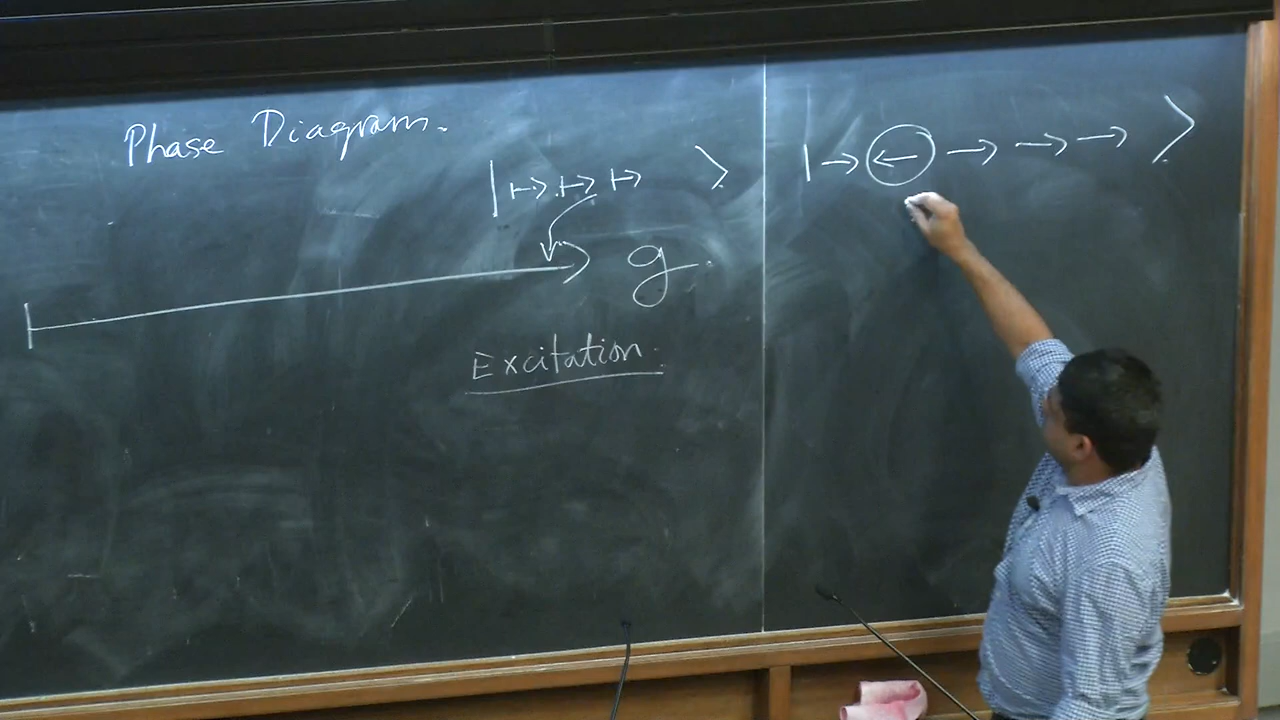 Phase Diagram.
| ↦ ↦ ↦ ⟩
g.
Excitation.
| → ← → → → ⟩